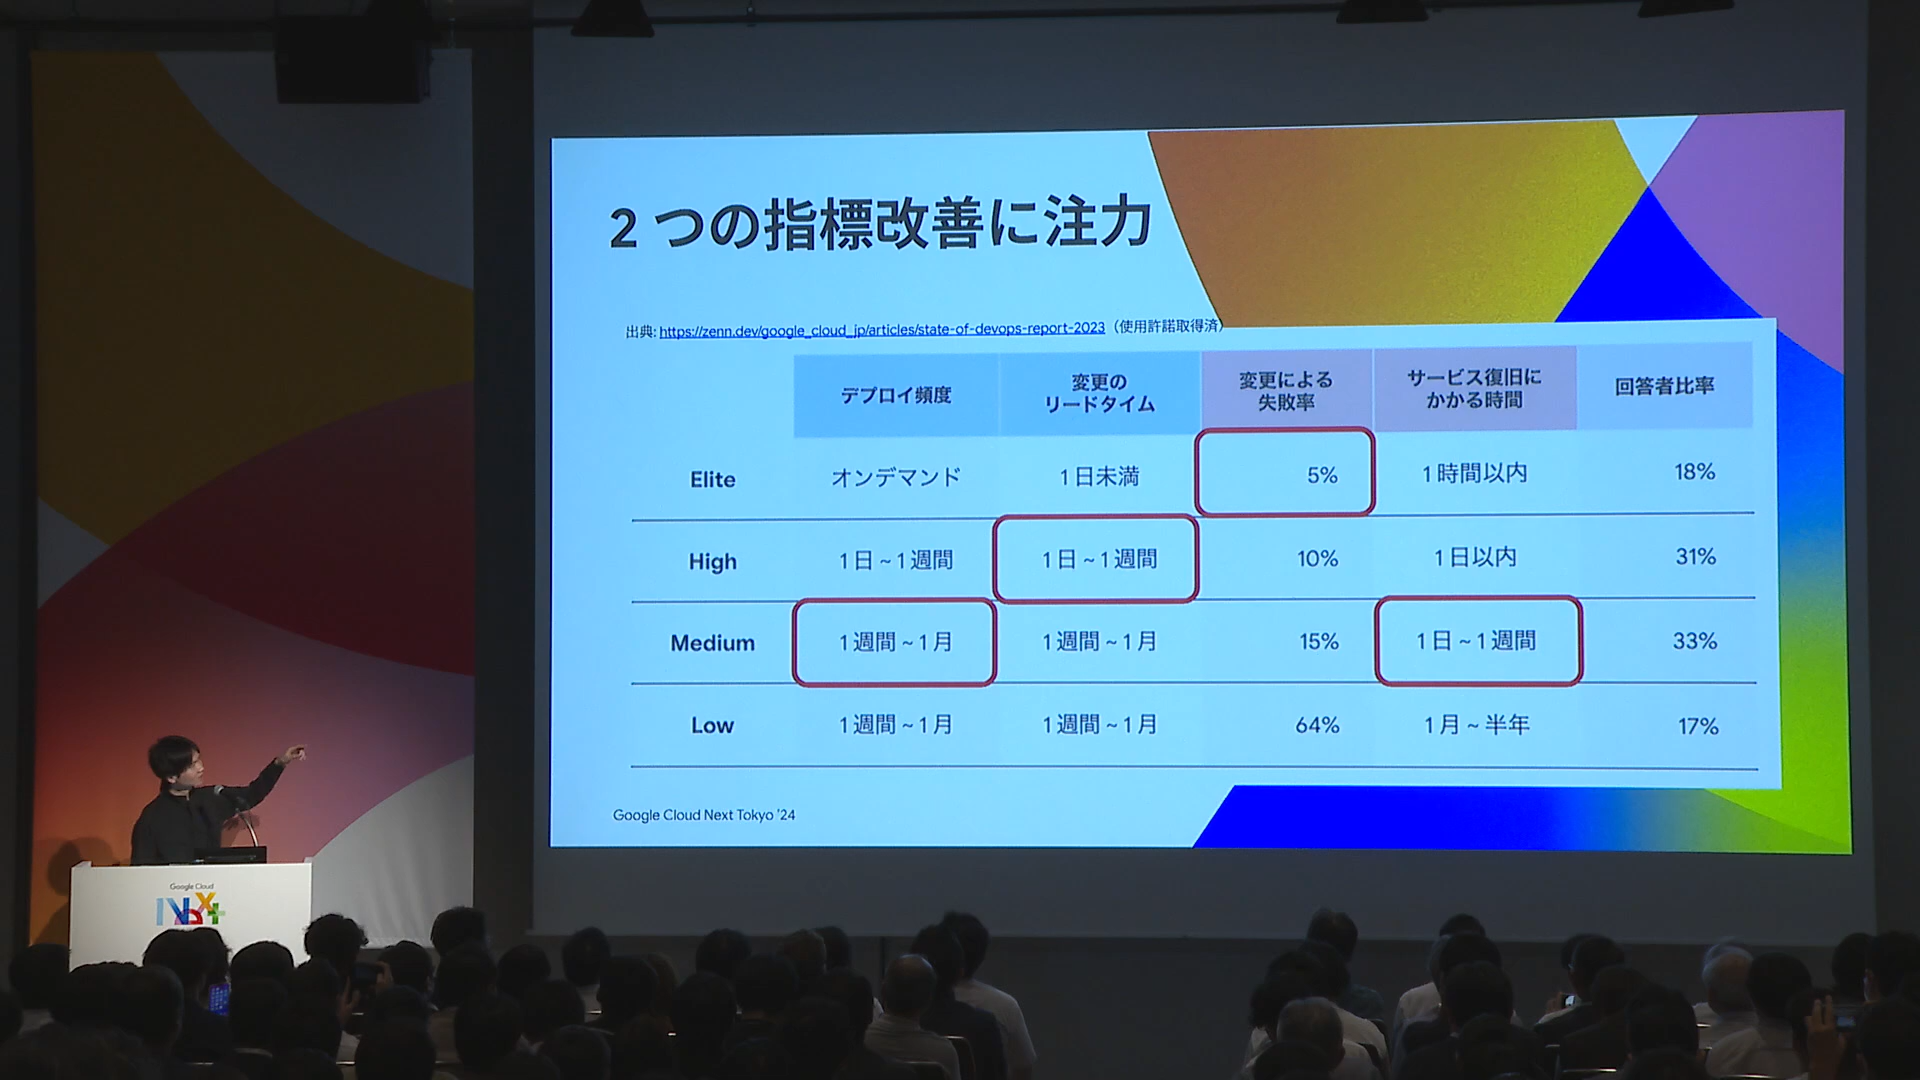 2 つの指標改善に注力
出典: https://zenn.dev/google_cloud_jp/articles/state-of-devops-report-2023（使用許諾取得済）
デプロイ頻度 変更の リードタイム 変更による 失敗率 サービス復旧に かかる時間 回答者比率
Elite オンデマンド 1日未満 5% 1時間以内 18%
High 1日 ~ 1週間 1日 ~ 1週間 10% 1日以内 31%
Medium 1週間 ~ 1月 1週間 ~ 1月 15% 1日 ~ 1週間 33%
Low 1週間 ~ 1月 1週間 ~ 1月 64% 1月 ~ 半年 17%
Google Cloud Next Tokyo '24
Google Cloud
Next